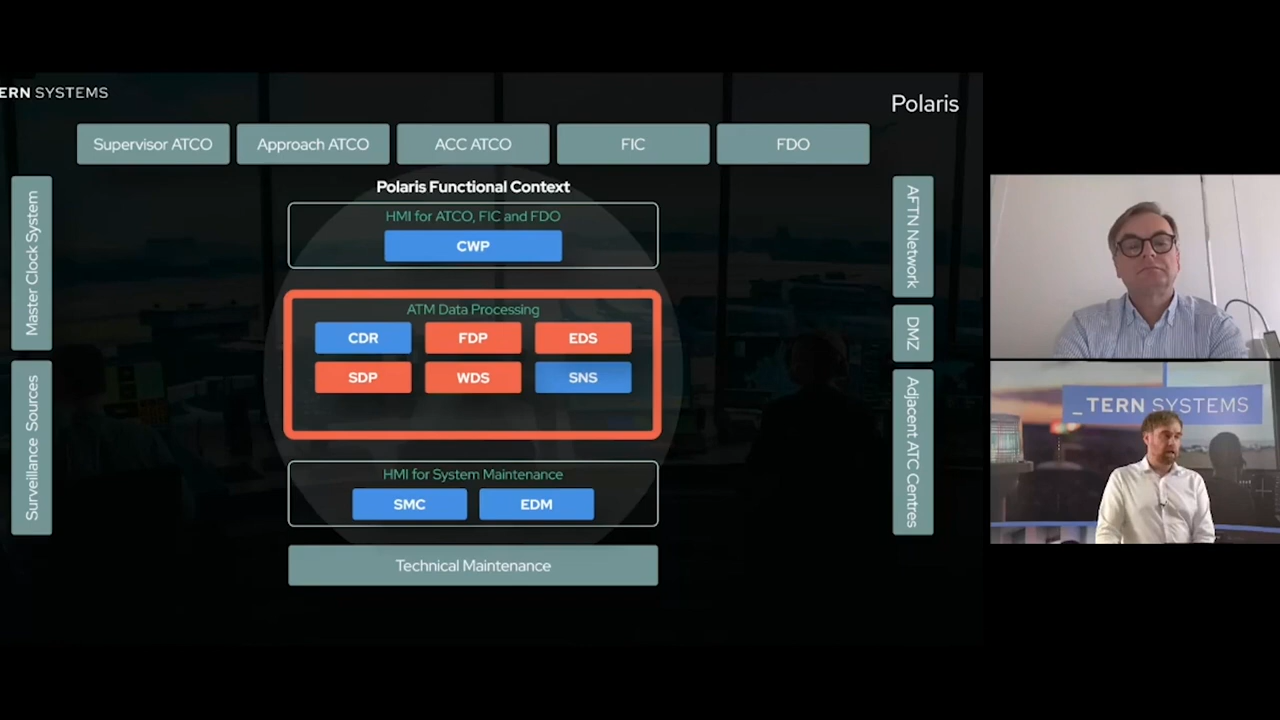 ERN SYSTEMS
Polaris
Supervisor ATCO
Approach ATCO
ACC ATCO
FIC
FDO
Master Clock System
Surveillance Sources
Polaris Functional Context
HMI for ATCO, FIC and FDO
CWP
ATM Data Processing
CDR
FDP
EDS
SDP
WDS
SNS
HMI for System Maintenance
SMC
EDM
Technical Maintenance
AFTN Network
DMZ
Adjacent ATC Centres
_TERN SYSTEMS